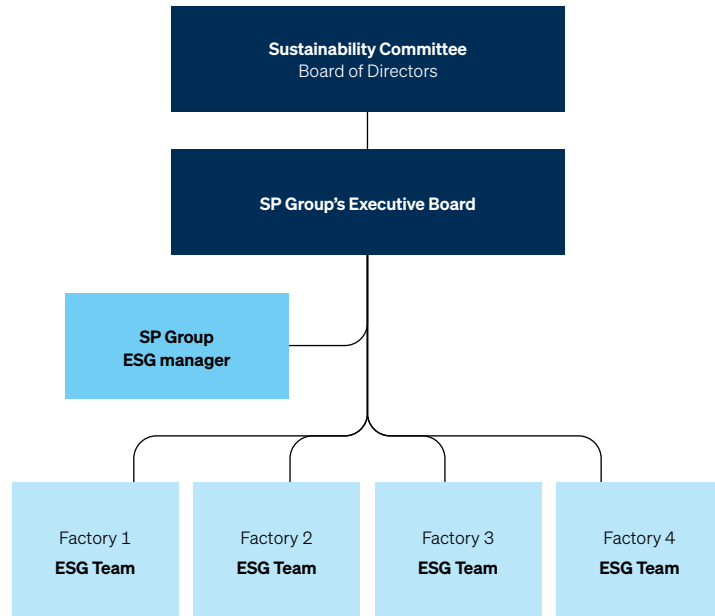 Sustainability Committee
Board of Directors
SP Group’s Executive Board
SP Group
ESG manager
Factory 1
ESG Team
Factory 2
ESG Team
Factory 3
ESG Team
Factory 4
ESG Team